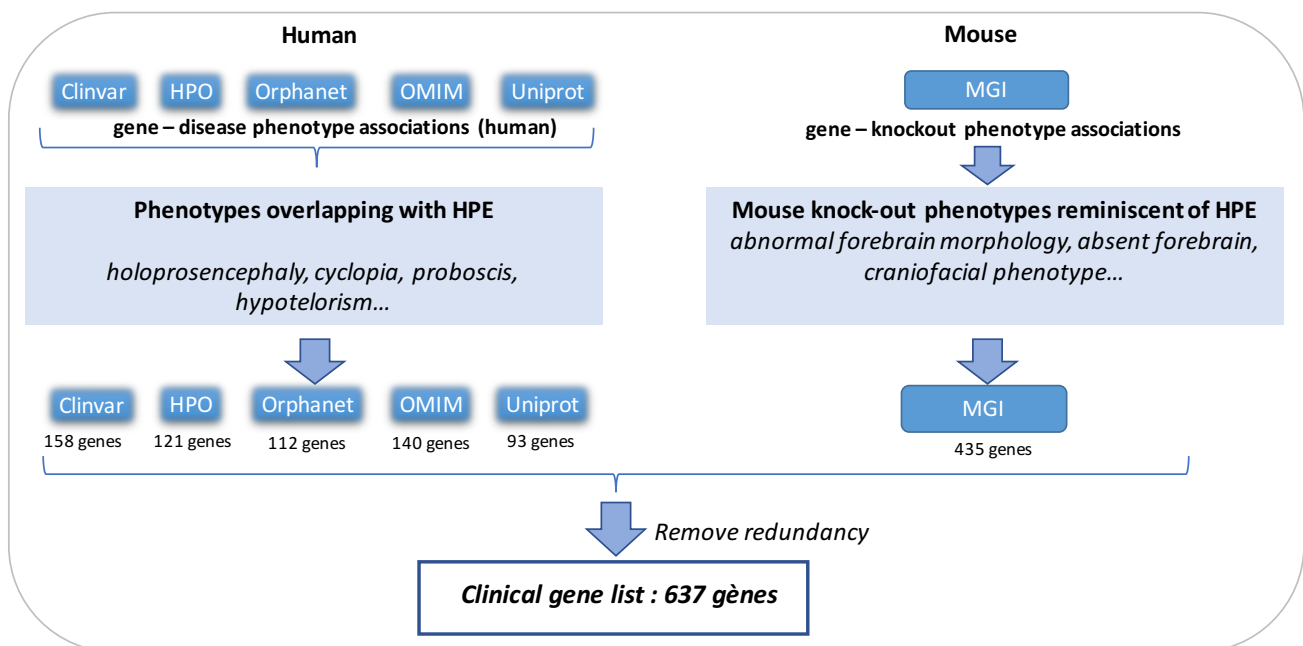 Human
Mouse
Clinvar HPO Orphanet OMIM Uniprot
MGI
gene – disease phenotype associations (human)
gene – knockout phenotype associations
Phenotypes overlapping with HPE
holoprosencephaly, cyclopia, proboscis,
hypotelorism...
Mouse knock-out phenotypes reminiscent of HPE
abnormal forebrain morphology, absent forebrain,
craniofacial phenotype...
Clinvar HPO Orphanet OMIM Uniprot
158 genes 121 genes 112 genes 140 genes 93 genes
MGI
435 genes
Remove redundancy
Clinical gene list : 637 gènes